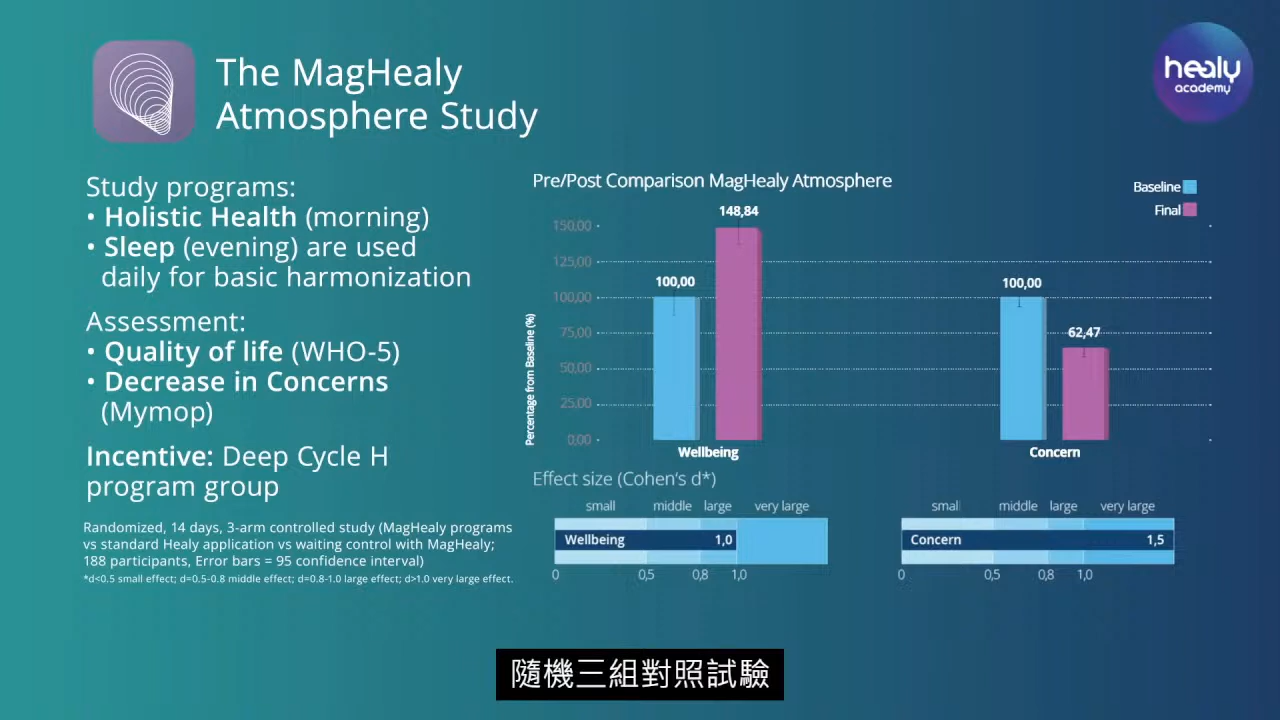 The MagHealy
Atmosphere Study
healy
academy
Study programs:
• Holistic Health (morning)
• Sleep (evening) are used
daily for basic harmonization
Assessment:
• Quality of life (WHO-5)
• Decrease in Concerns
(Mymop)
Incentive: Deep Cycle H
program group
Randomized, 14 days, 3-arm controlled study (MagHealy programs
vs standard Healy application vs waiting control with MagHealy;
188 participants, Error bars = 95 confidence interval)
*d<0.5 small effect; d=0.5-0.8 middle effect; d=0.8-1.0 large effect; d>1.0 very large effect.
Pre/Post Comparison MagHealy Atmosphere
Baseline
Final
Percentage from Baseline (%)
150,00
125,00
100,00
75,00
50,00
25,00
0,00
100,00
148,84
100,00
62,47
Wellbeing
Concern
Effect size (Cohen's d*)
small middle large very large
Wellbeing 1,0
0 0,5 0,8 1,0
small middle large very large
Concern 1,5
0 0,5 0,8 1,0
隨機三組對照試驗